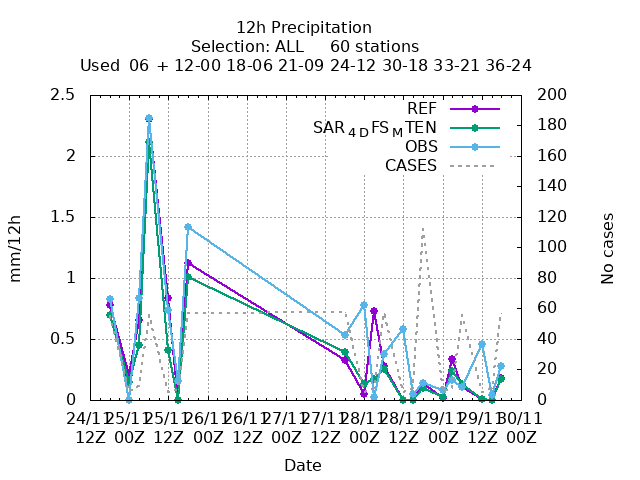 12h Precipitation
Selection: ALL 60 stations
Used 06 + 12-00 18-06 21-09 24-12 30-18 33-21 36-24
REF
SAR4DFSMTEN
OBS
CASES
2.5
2
1.5
1
0.5
0
mm/12h
200
180
160
140
120
100
80
60
40
20
0
No cases
24/11 25/11 25/11 26/11 26/11 27/11 27/11 28/11 28/11 29/11 29/11 30/11
12Z 00Z 12Z 00Z 12Z 00Z 12Z 00Z 12Z 00Z 12Z 00Z
Date